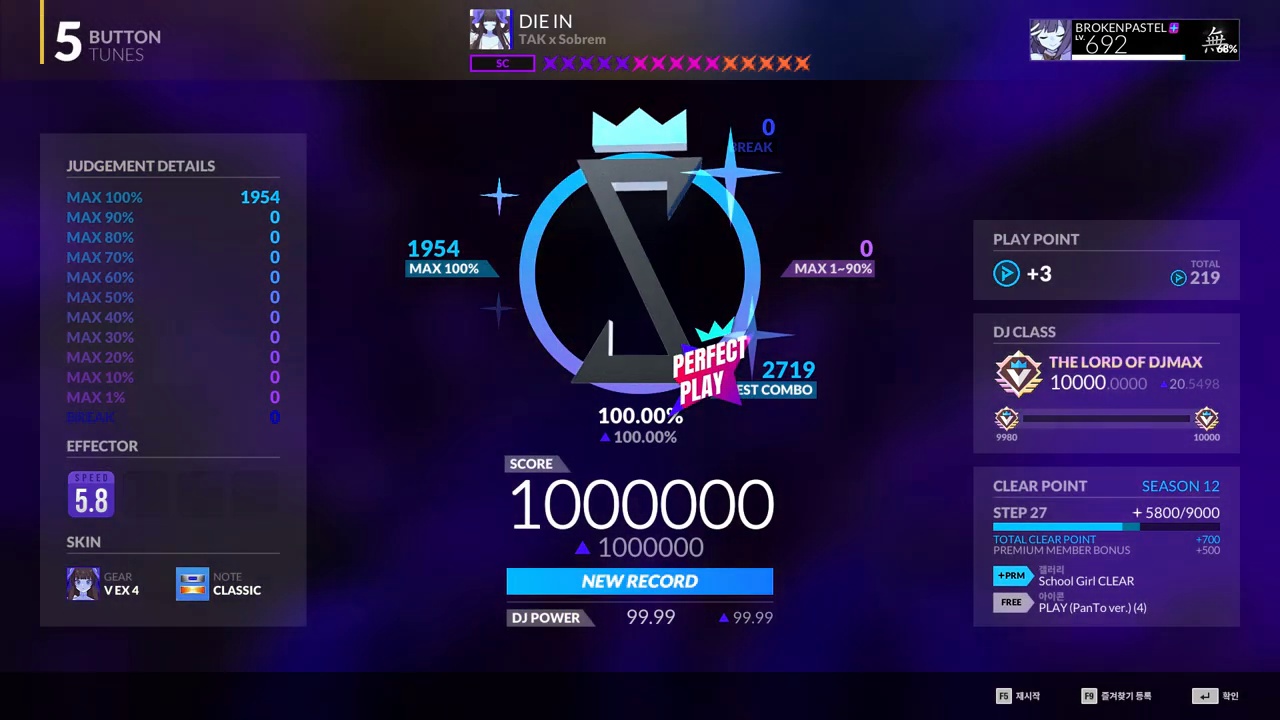 5 BUTTON
TUNES
DIE IN
TAK x Sobrem
SC
BROKENPASTEL
LV. 692
無
68%
JUDGEMENT DETAILS
MAX 100% 1954
MAX 90% 0
MAX 80% 0
MAX 70% 0
MAX 60% 0
MAX 50% 0
MAX 40% 0
MAX 30% 0
MAX 20% 0
MAX 10% 0
MAX 1% 0
BREAK 0
EFFECTOR
SPEED
5.8
SKIN
GEAR
V EX 4
NOTE
CLASSIC
0
BREAK
1954
MAX 100%
0
MAX 1~90%
PERFECT
PLAY
2719
EST COMBO
100.00%
▲ 100.00%
SCORE
1000000
▲ 1000000
NEW RECORD
DJ POWER 99.99 ▲ 99.99
PLAY POINT
+3
TOTAL
219
DJ CLASS
THE LORD OF DJMAX
10000.0000 ▲ 20.5498
9980 10000
CLEAR POINT SEASON 12
STEP 27 + 5800/9000
TOTAL CLEAR POINT +700
PREMIUM MEMBER BONUS +500
+PRM 갤러리
School Girl CLEAR
FREE 아이콘
PLAY (PanTo ver.) (4)
F5 재시작 F9 즐겨찾기 등록 ↵ 확인